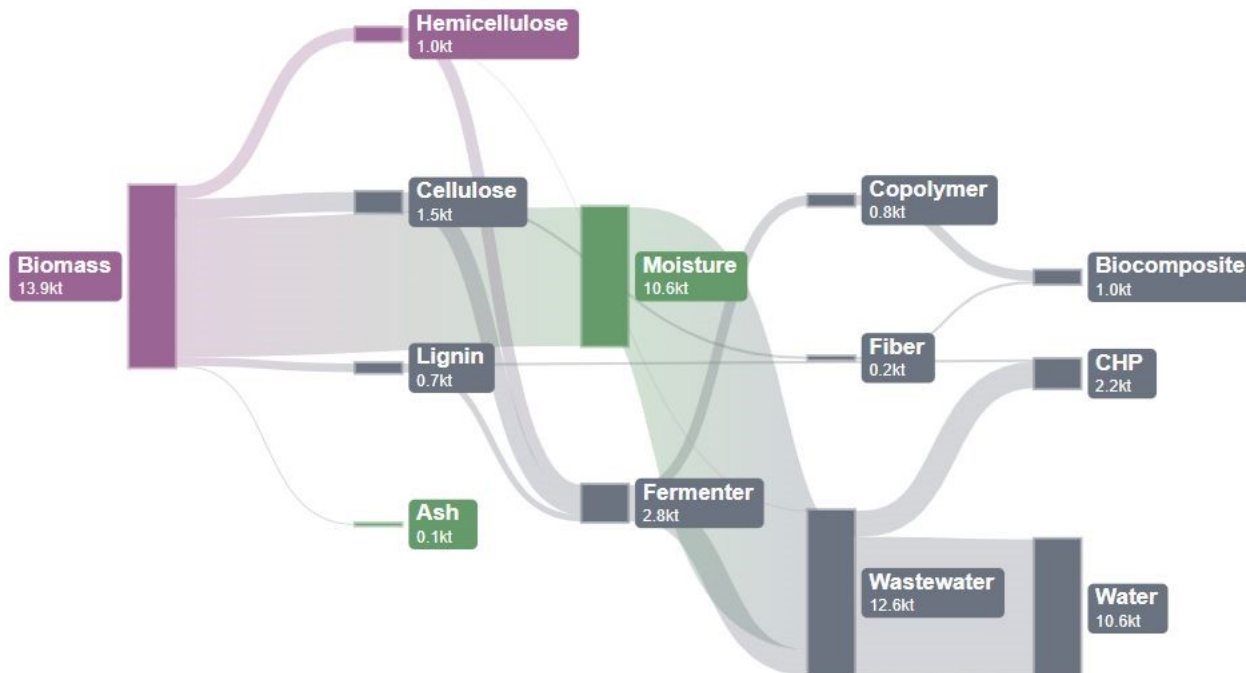 Hemicellulose
1.0kt
Cellulose
1.5kt
Copolymer
0.8kt
Biomass
13.9kt
Moisture
10.6kt
Biocomposite
1.0kt
Lignin
0.7kt
Fiber
0.2kt
CHP
2.2kt
Fermenter
2.8kt
Ash
0.1kt
Wastewater
12.6kt
Water
10.6kt